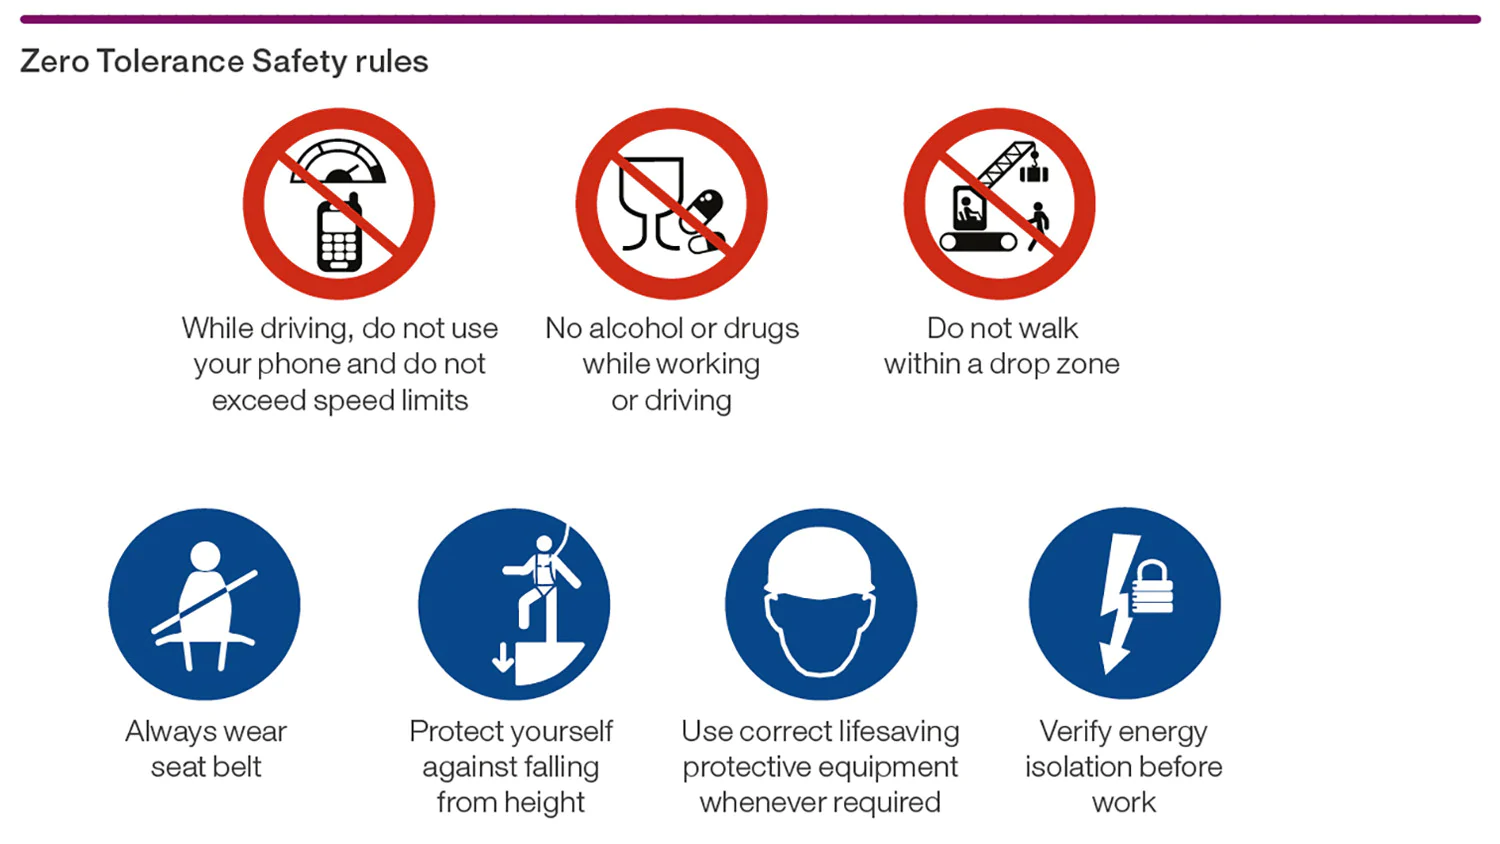 Zero Tolerance Safety rules
While driving, do not use
your phone and do not
exceed speed limits
No alcohol or drugs
while working
or driving
Do not walk
within a drop zone
Always wear
seat belt
Protect yourself
against falling
from height
Use correct lifesaving
protective equipment
whenever required
Verify energy
isolation before
work